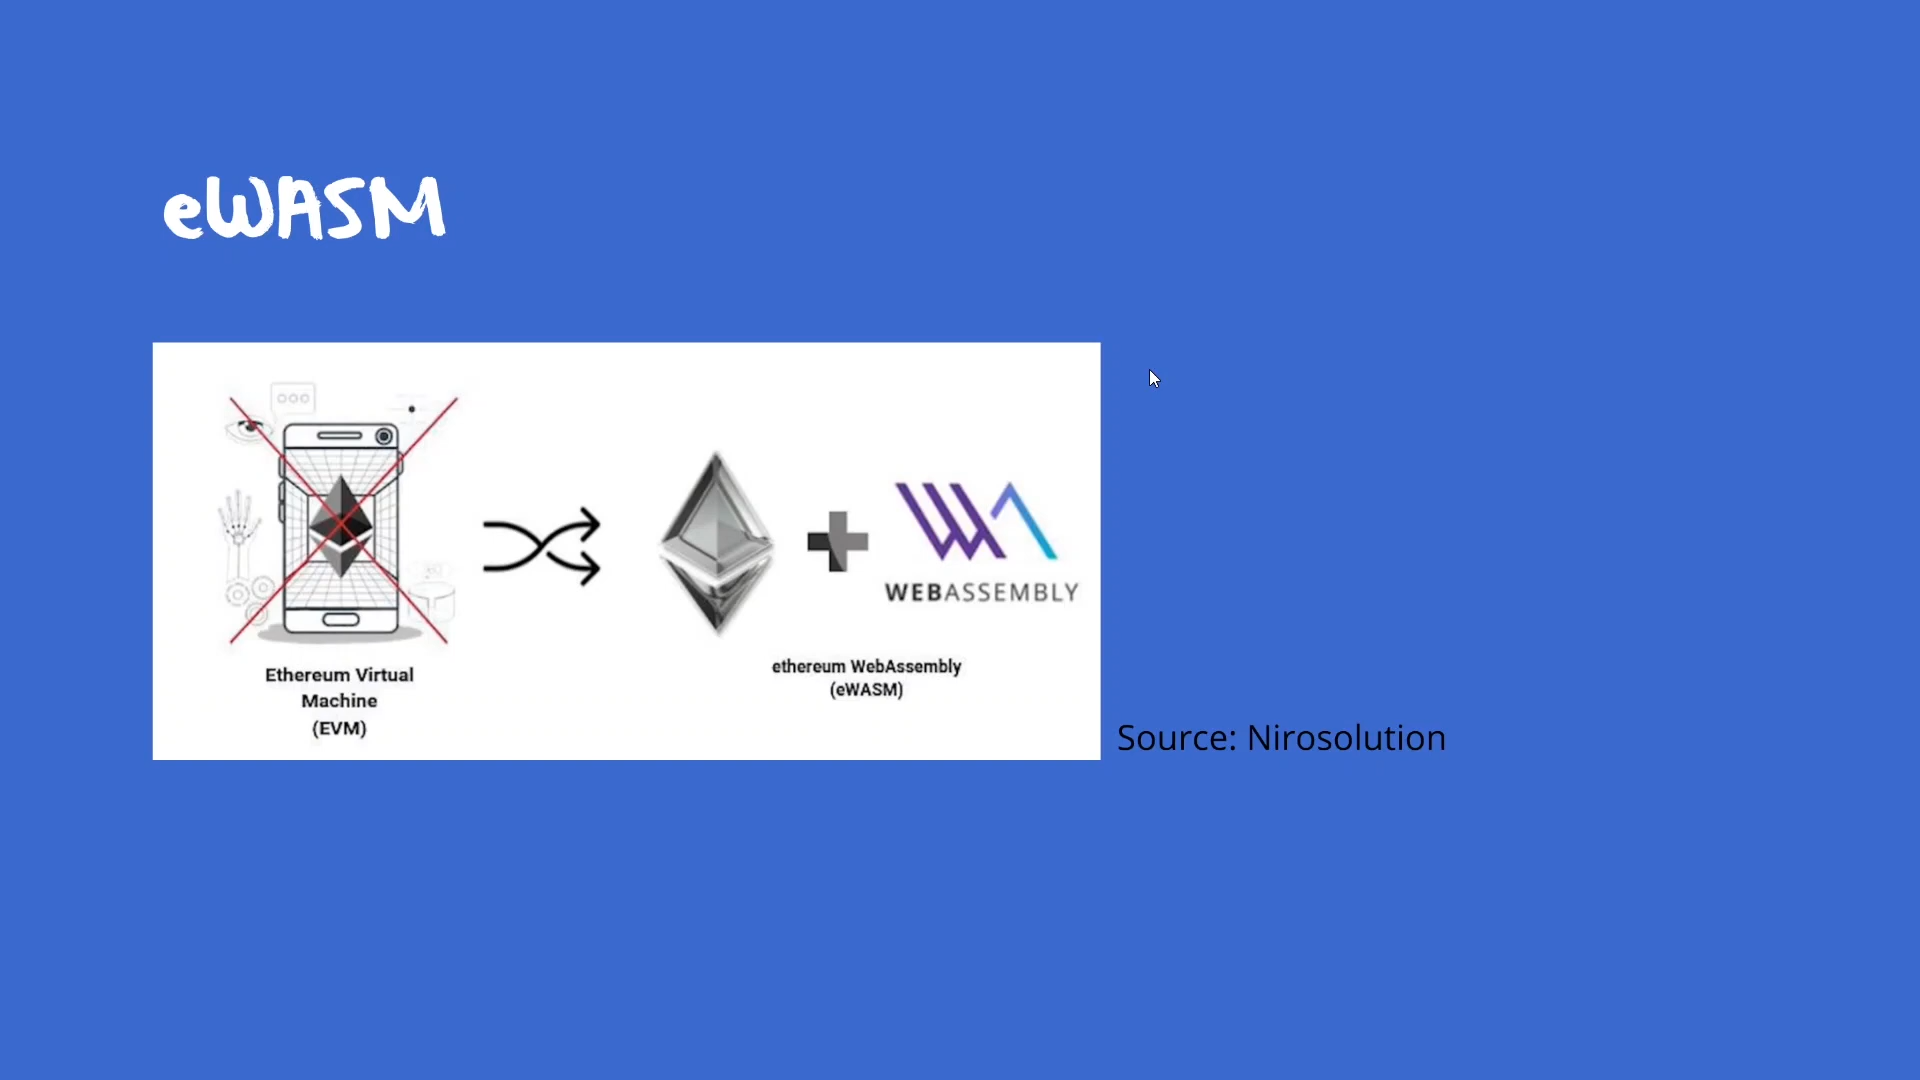 eWASM
Ethereum Virtual
Machine
(EVM)
WEBASSEMBLY
ethereum WebAssembly
(eWASM)
Source: Nirosolution